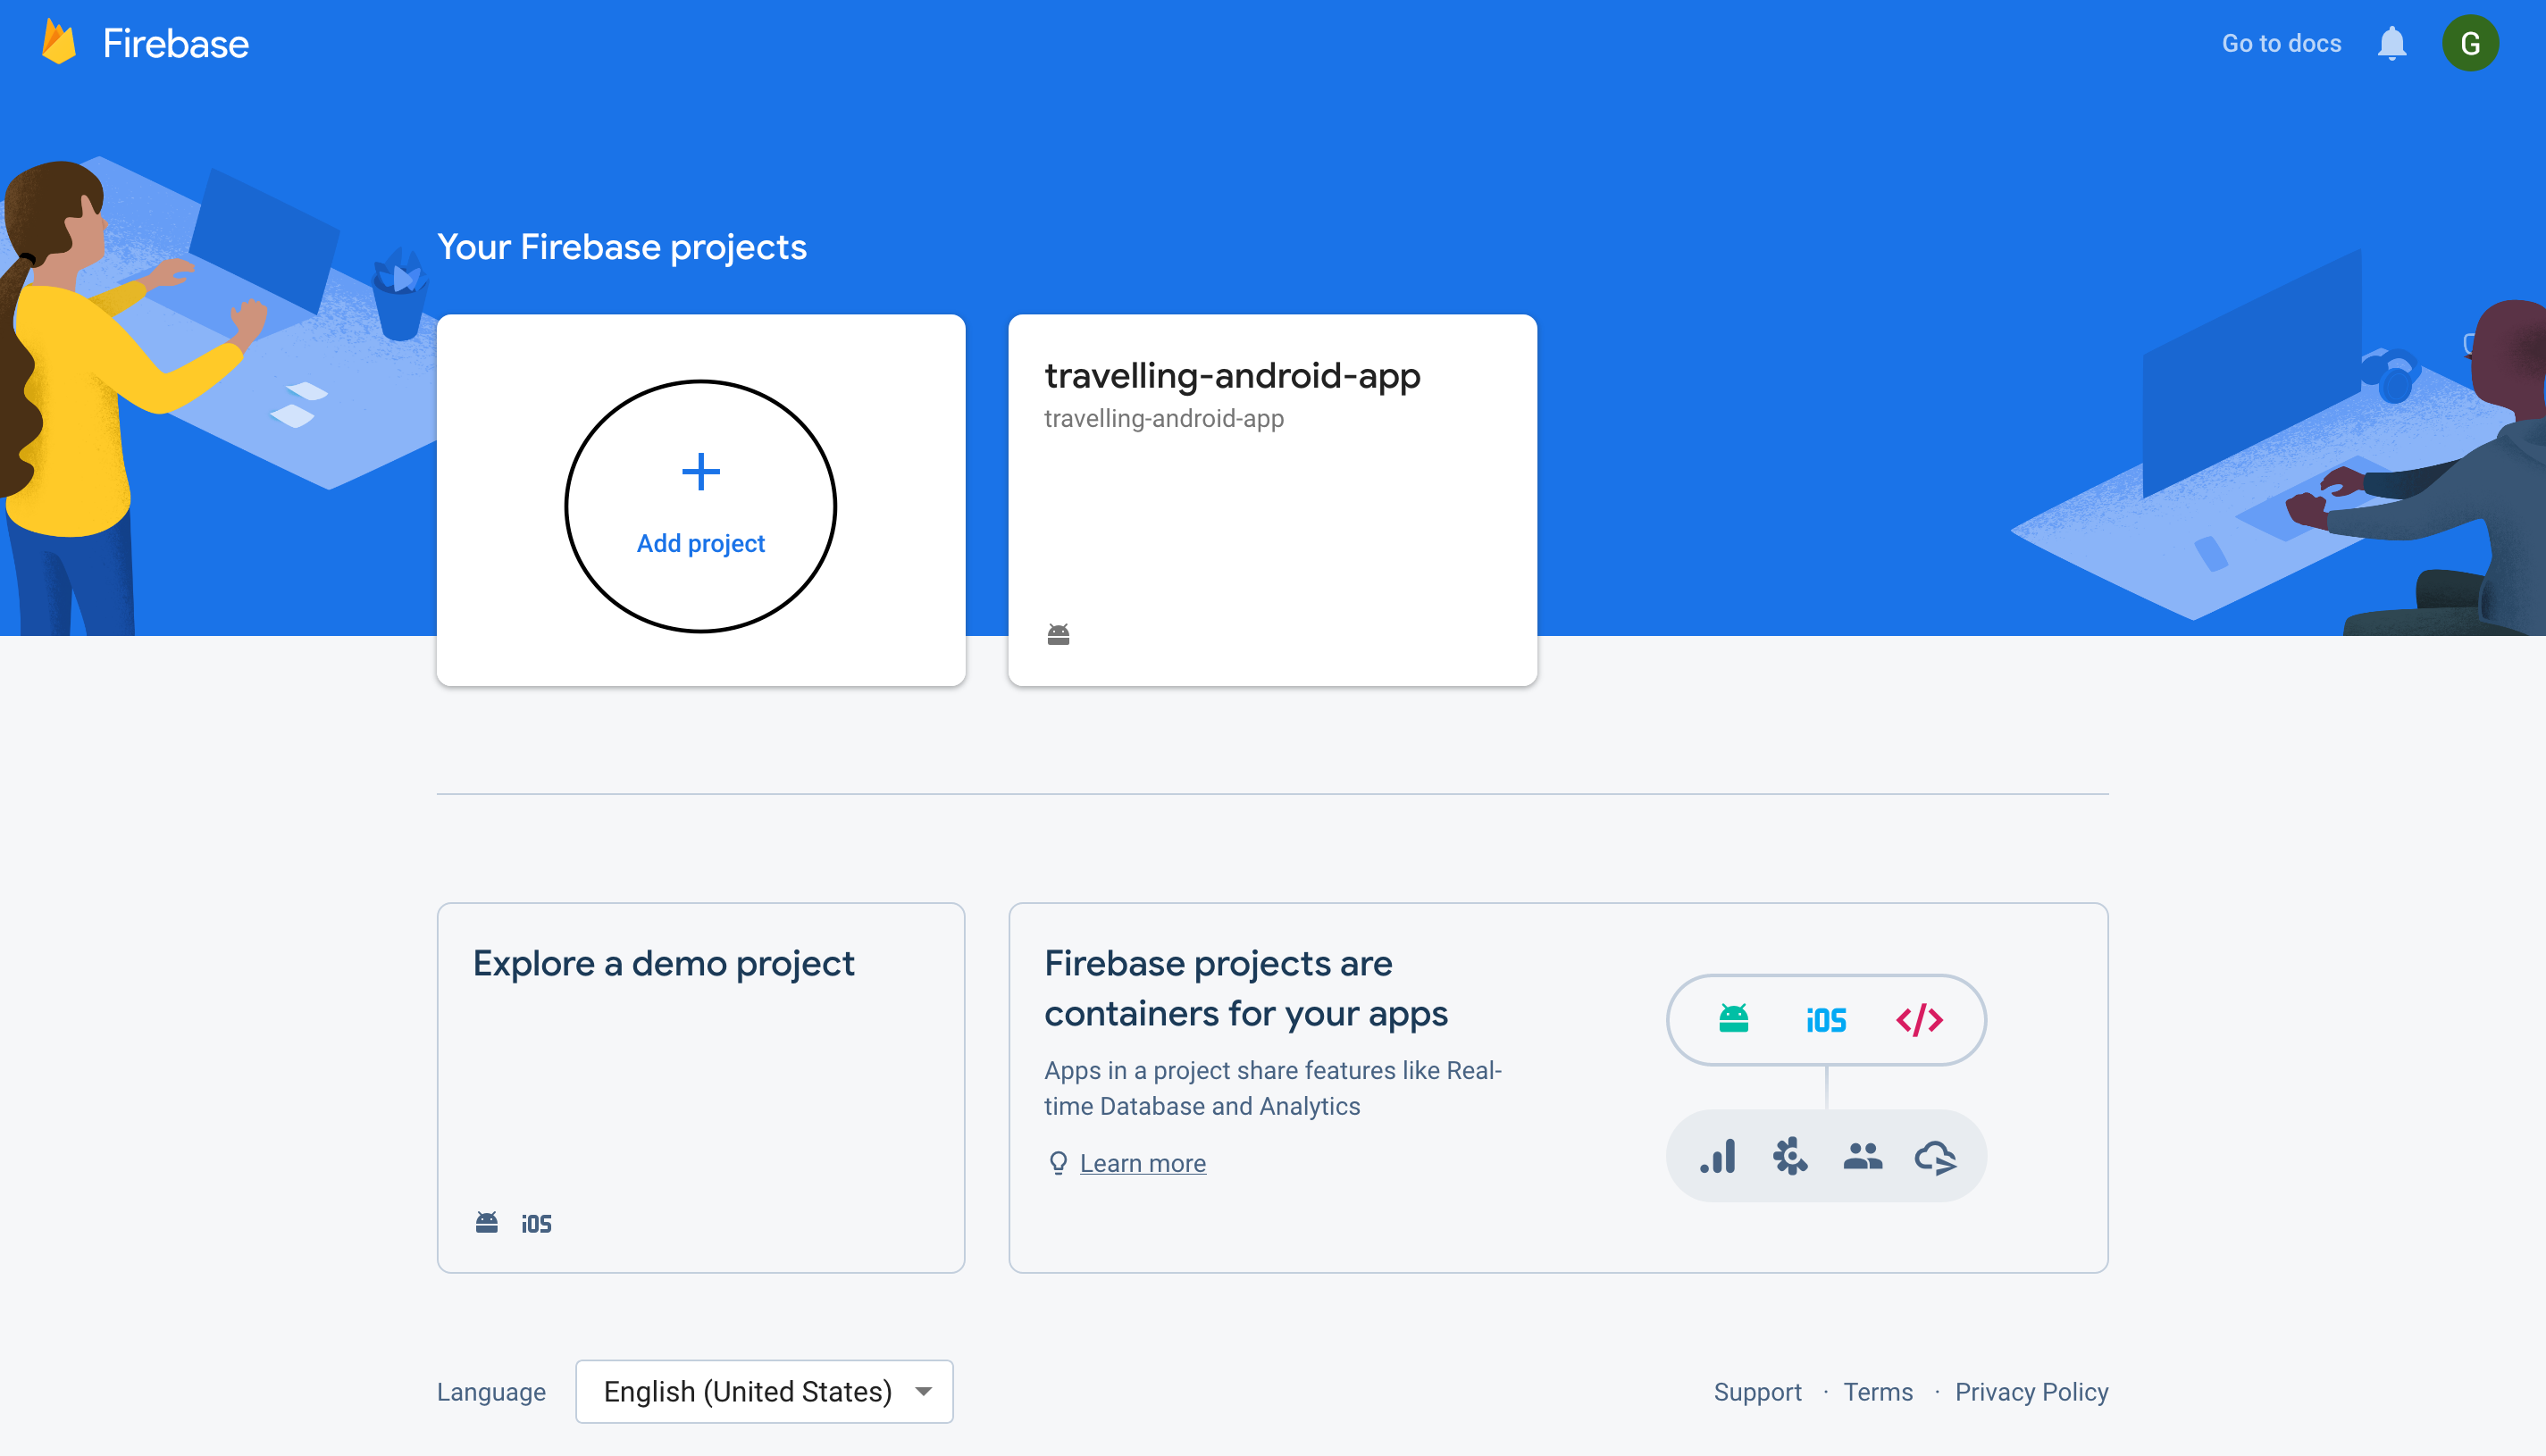 Firebase
Go to docs
G
Your Firebase projects
Add project
travelling-android-app
travelling-android-app
Explore a demo project
iOS
Firebase projects are
containers for your apps
Apps in a project share features like Real-
time Database and Analytics
Learn more
iOS </>
Language
English (United States)
Support · Terms · Privacy Policy